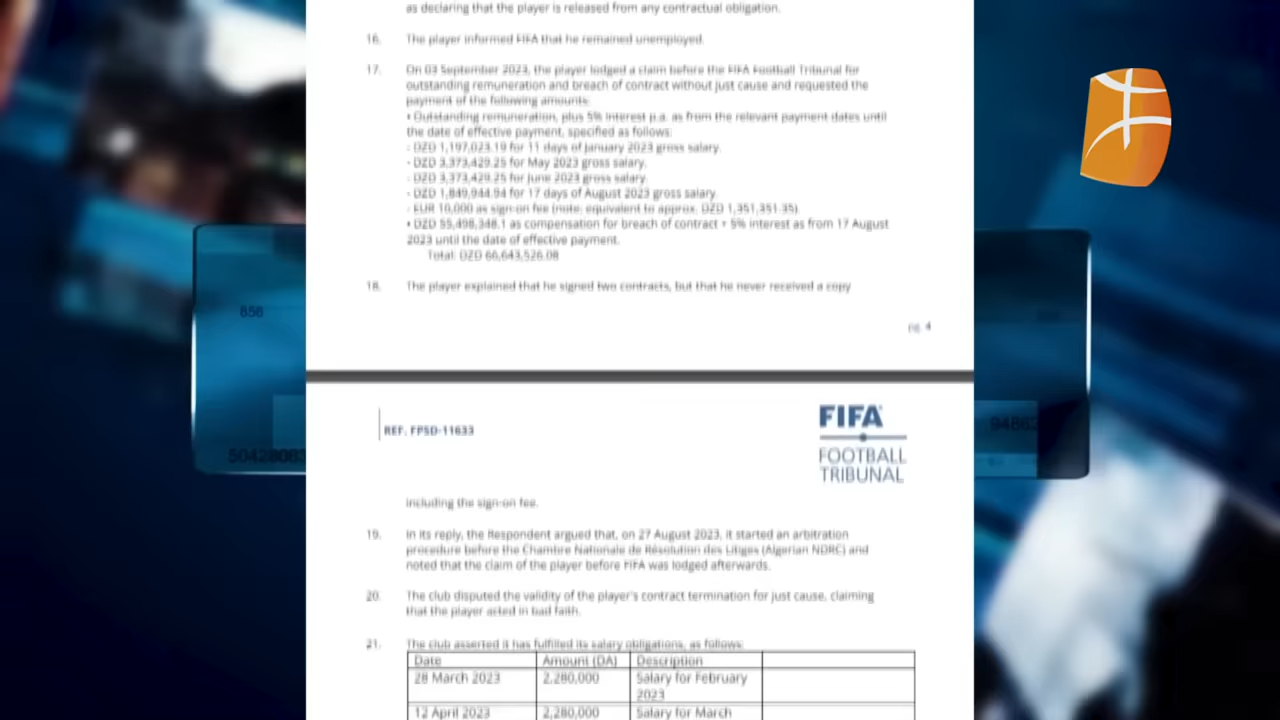 as declaring that the player is released from any contractual obligation.
16. The player informed FIFA that he remained unemployed.
17. On 03 September 2023, the player lodged a claim before the FIFA Football Tribunal for
outstanding remuneration and breach of contract without just cause and requested the
payment of the following amounts:
• Outstanding remuneration, plus 5% interest p.a. as from the relevant payment dates until
the date of effective payment, specified as follows:
- DZD 1,197,023.19 for 11 days of January 2023 gross salary.
- DZD 3,373,429.25 for May 2023 gross salary.
- DZD 3,373,429.25 for June 2023 gross salary.
- DZD 1,849,944.94 for 17 days of August 2023 gross salary.
- EUR 10,000 as sign-on fee (note: equivalent to approx. DZD 1,351,351.35).
• DZD 55,498,348.1 as compensation for breach of contract + 5% interest as from 17 August
2023 until the date of effective payment.
Total: DZD 66,643,526.08
18. The player explained that he signed two contracts, but that he never received a copy
pg. 4
REF. FPSD-11633
FIFA
FOOTBALL
TRIBUNAL
including the sign-on fee.
19. In its reply, the Respondent argued that, on 27 August 2023, it started an arbitration
procedure before the Chambre Nationale de Résolution des Litiges (Algerian NDRC) and
noted that the claim of the player before FIFA was lodged afterwards.
20. The club disputed the validity of the player's contract termination for just cause, claiming
that the player acted in bad faith.
21. The club asserted it has fulfilled its salary obligations, as follows:
Date Amount (DA) Description
28 March 2023 2,280,000 Salary for February
2023
12 April 2023 2,280,000 Salary for March
856